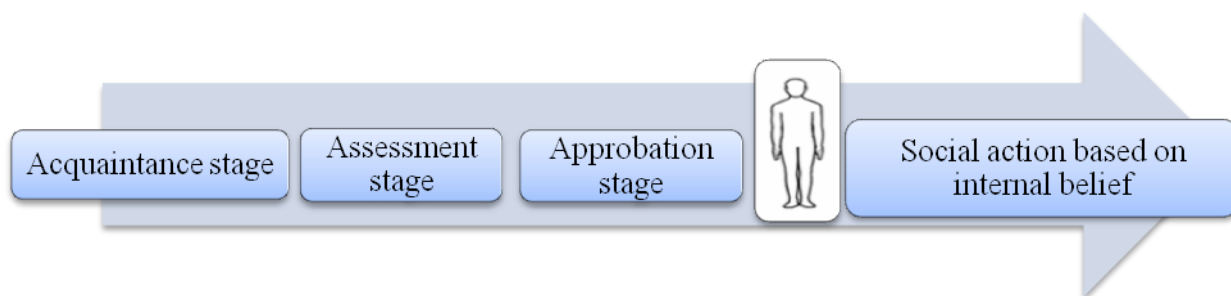 Acquaintance stage
Assessment
stage
Approbation
stage
Social action based on
internal belief